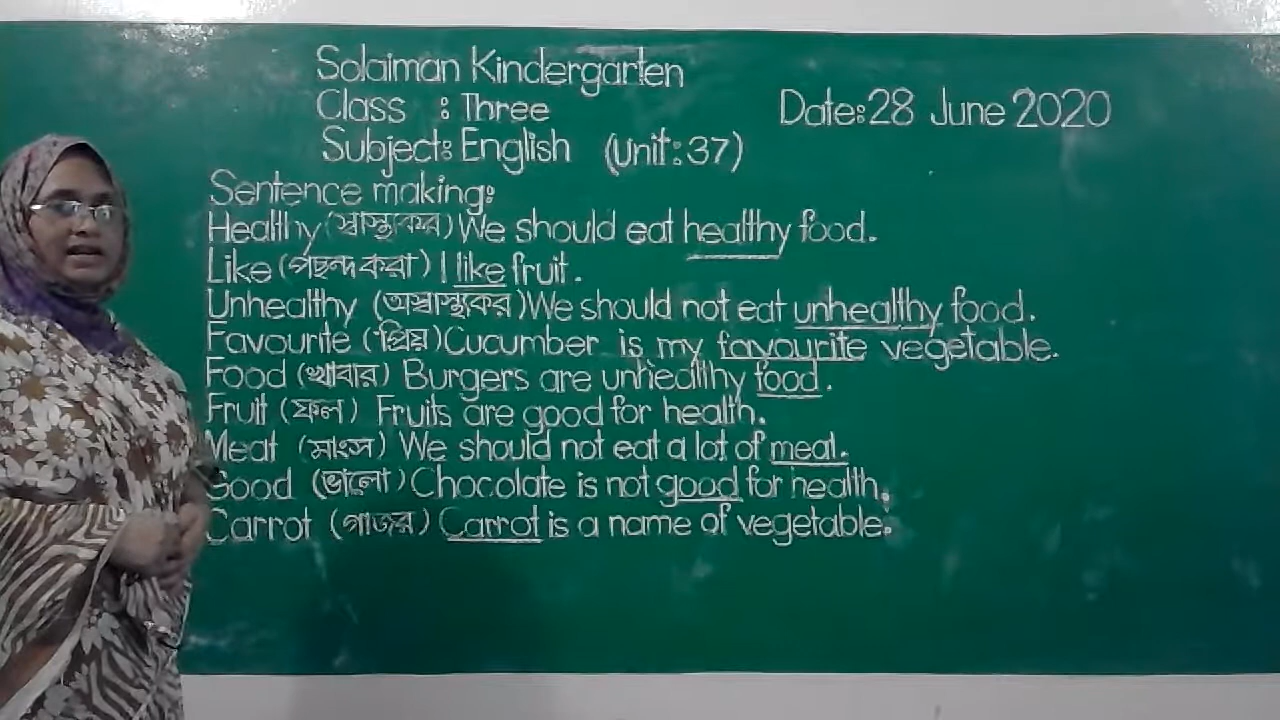 Solaiman Kindergarten
Class : Three
Date: 28 June 2020
Subject: English (Unit: 37)
Sentence making:
Healthy (স্বাস্থ্যকর) We should eat healthy food.
Like (পছন্দ করা) I like fruit.
Unhealthy (অস্বাস্থ্যকর) We should not eat unhealthy food.
Favourite (প্রিয়) Cucumber is my favourite vegetable.
Food (খাবার) Burgers are unhealthy food.
Fruit (ফল) Fruits are good for health.
Meat (মাংস) We should not eat a lot of meat.
Good (ভালো) Chocolate is not good for health.
Carrot (গাজর) Carrot is a name of vegetable.